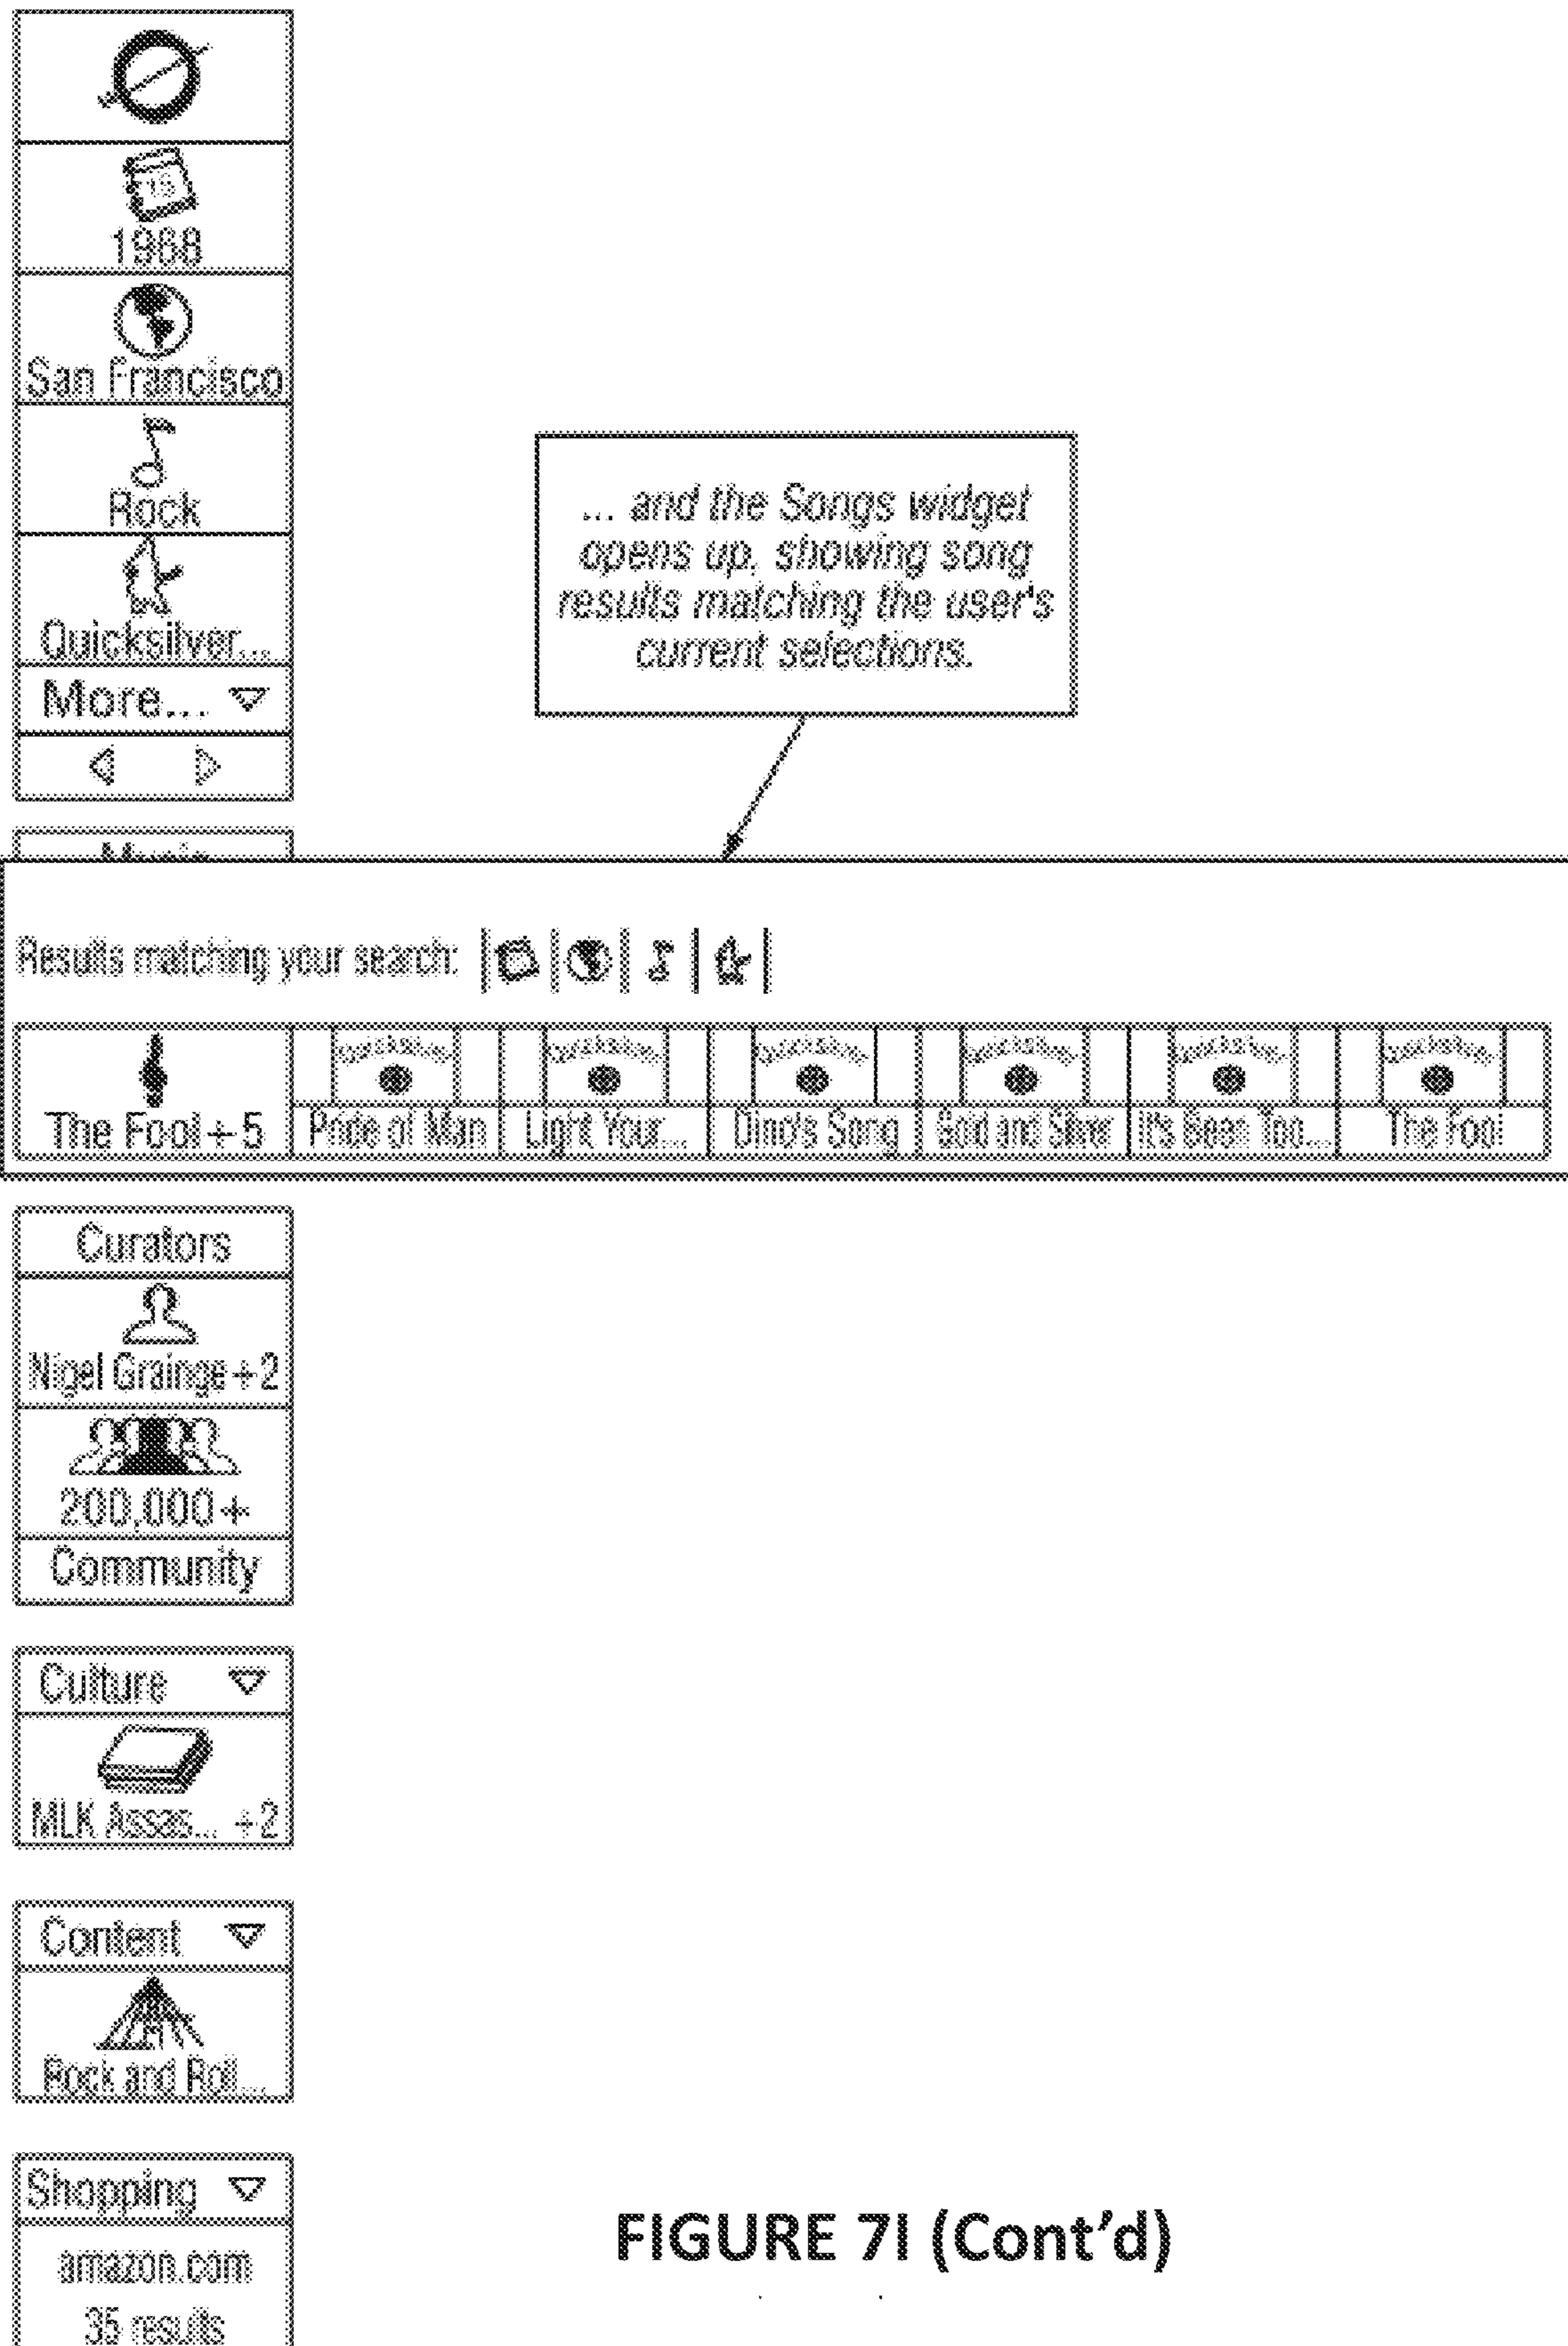 1968
San Francisco
Rock
Quicksilver...
More...
... and the Songs widget
opens up, showing song
results matching the user's
current selections.
Music
Results matching your search:
The Fool +5
Pride of Man
Light Your...
Dino's Song
Gold and Silver
It's Been Too...
The Fool
Curators
Nigel Grainge +2
200,000+
Community
Culture
MLK Assas... +2
Content
Rock and Roll...
Shopping
amazon.com
35 results
FIGURE 7I (Cont’d)